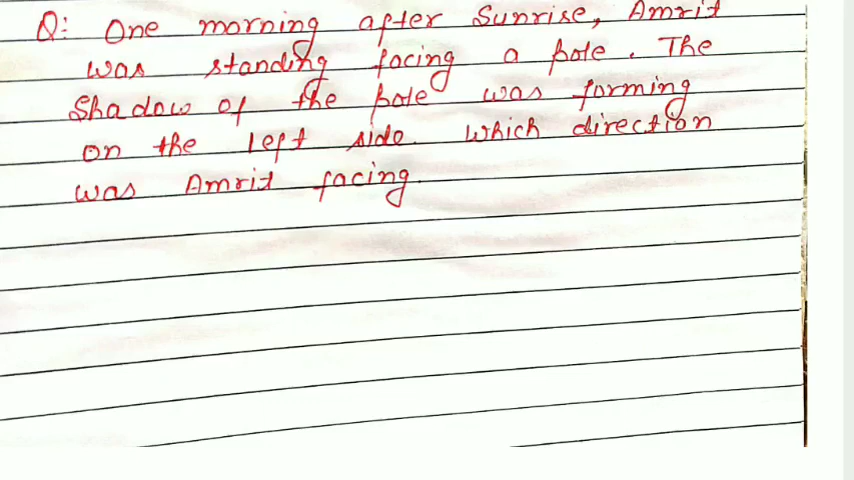 Q: One morning after Sunrise, Amrit
was standing facing a pole. The
Shadow of the pole was forming
on the left side. Which direction
was Amrit facing.